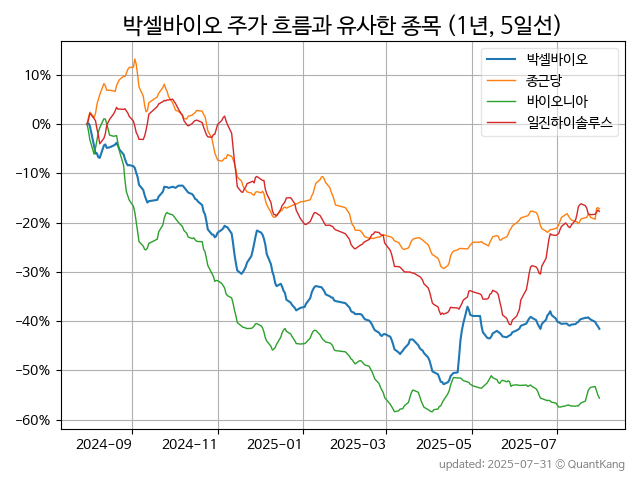 박셀바이오 주가 흐름과 유사한 종목 (1년, 5일선)
박셀바이오
종근당
바이오니아
일진하이솔루스
10%
0%
−10%
−20%
−30%
−40%
−50%
−60%
2024-09 2024-11 2025-01 2025-03 2025-05 2025-07
updated: 2025-07-31 © QuantKang